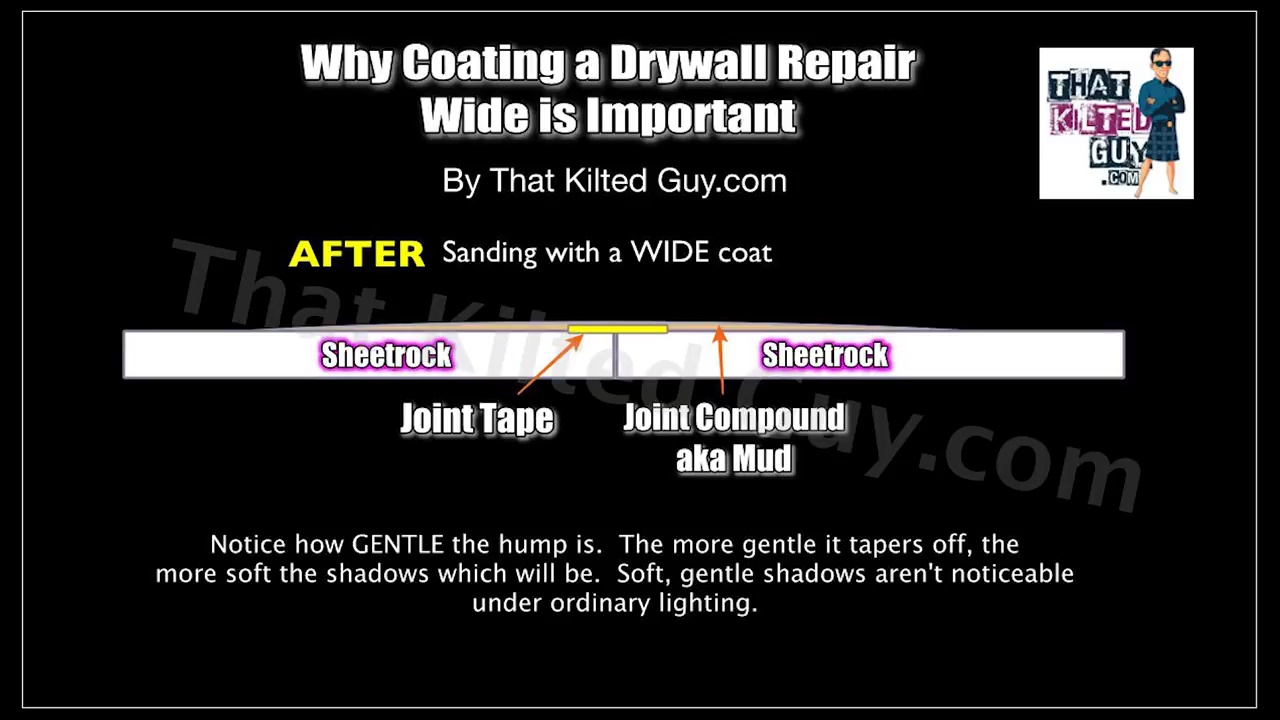 Why Coating a Drywall Repair
Wide is Important
By That Kilted Guy.com
THAT
KILTED
GUY
.COM
AFTER Sanding with a WIDE coat
That Kilted Guy.com
Sheetrock Sheetrock
Joint Tape Joint Compound
aka Mud
Notice how GENTLE the hump is. The more gentle it tapers off, the
more soft the shadows which will be. Soft, gentle shadows aren't noticeable
under ordinary lighting.